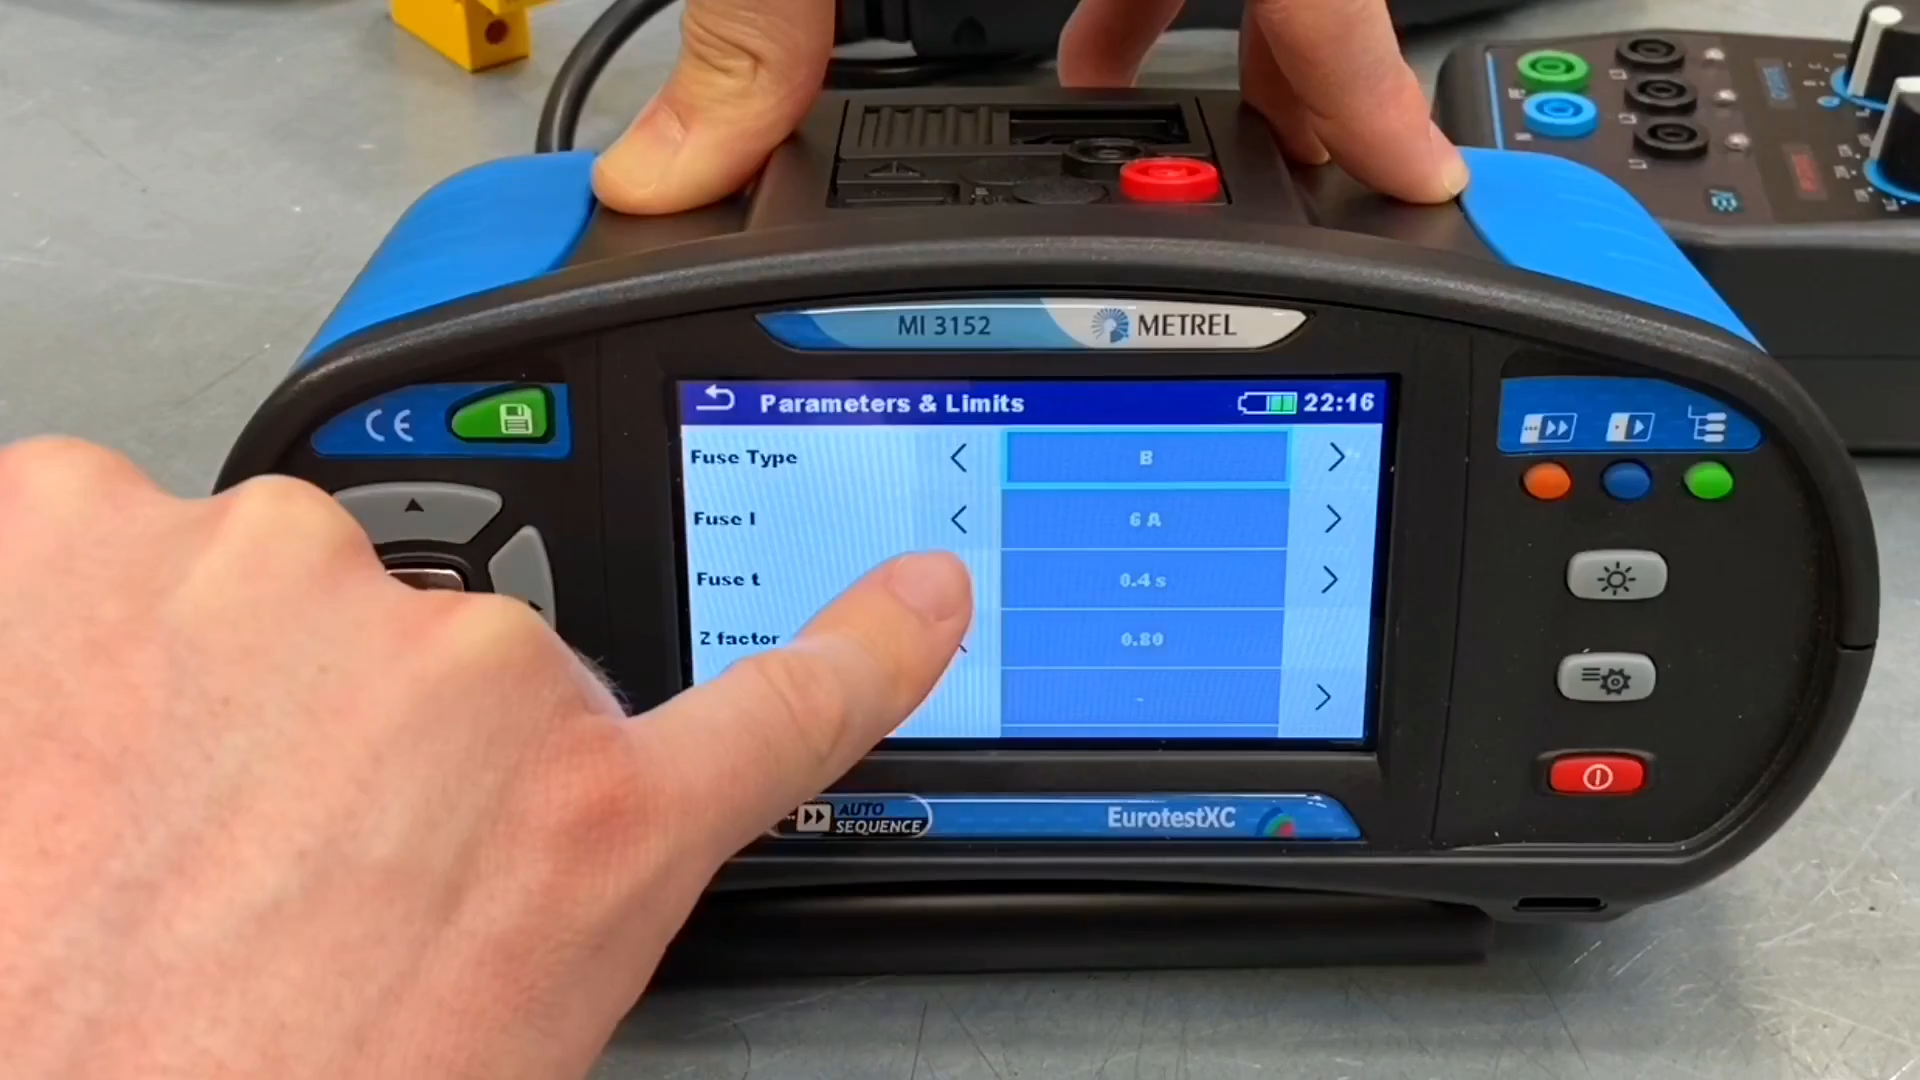 MI 3152 METREL
CE
Parameters & Limits 22:16
Fuse Type B
Fuse I 6 A
Fuse t 0.4 s
Z factor 0.80
-
AUTO
SEQUENCE
EurotestXC